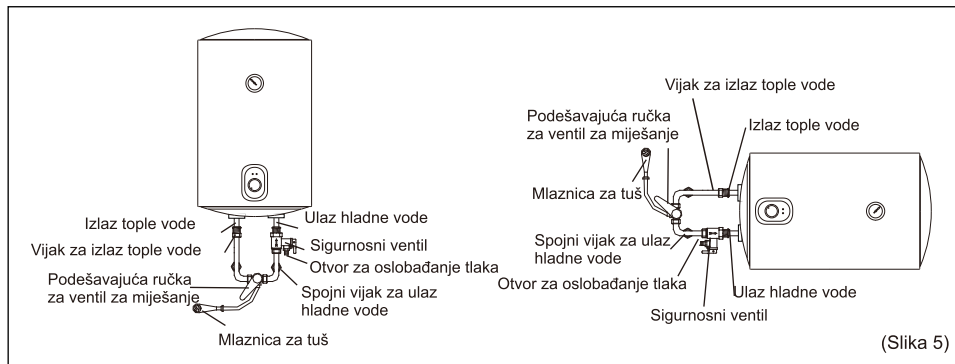 Izlaz tople vode
Vijak za izlaz tople vode
Podešavajuća ručka
za ventil za miješanje
Mlaznica za tuš
Ulaz hladne vode
Sigurnosni ventil
Otvor za oslobađanje tlaka
Spojni vijak za ulaz
hladne vode
Vijak za izlaz tople vode
Podešavajuća ručka
za ventil za miješanje
Izlaz tople vode
Mlaznica za tuš
Spojni vijak za ulaz
hladne vode
Otvor za oslobađanje tlaka
Ulaz hladne vode
Sigurnosni ventil
(Slika 5)